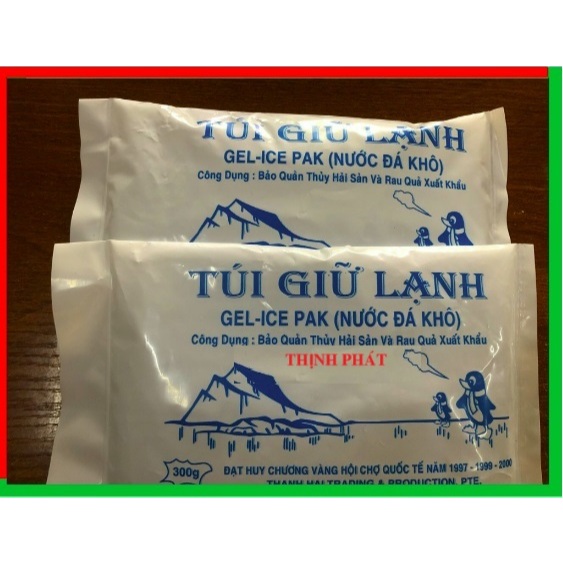 TÚI GIỮ LẠNH
GEL-ICE PAK (NƯỚC ĐÁ KHÔ)
Công Dụng : Bảo Quản Thủy Hải Sản Và Rau Quả Xuất Khẩu
TÚI GIỮ LẠNH
GEL-ICE PAK (NƯỚC ĐÁ KHÔ)
Công Dụng : Bảo Quản Thủy Hải Sản Và Rau Quả Xuất Khẩu
THỊNH PHÁT
300g
ĐẠT HUY CHƯƠNG VÀNG HỘI CHỢ QUỐC TẾ NĂM 1997 - 1999 - 2000
THANH HAI TRADING & PRODUCTION, PTE.